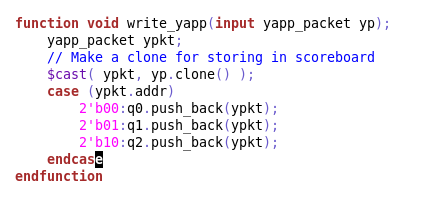 function void write_yapp(input yapp_packet yp);
yapp_packet ypkt;
// Make a clone for storing in scoreboard
$cast( ypkt, yp.clone() );
case (ypkt.addr)
2'b00:q0.push_back(ypkt);
2'b01:q1.push_back(ypkt);
2'b10:q2.push_back(ypkt);
endcase
endfunction